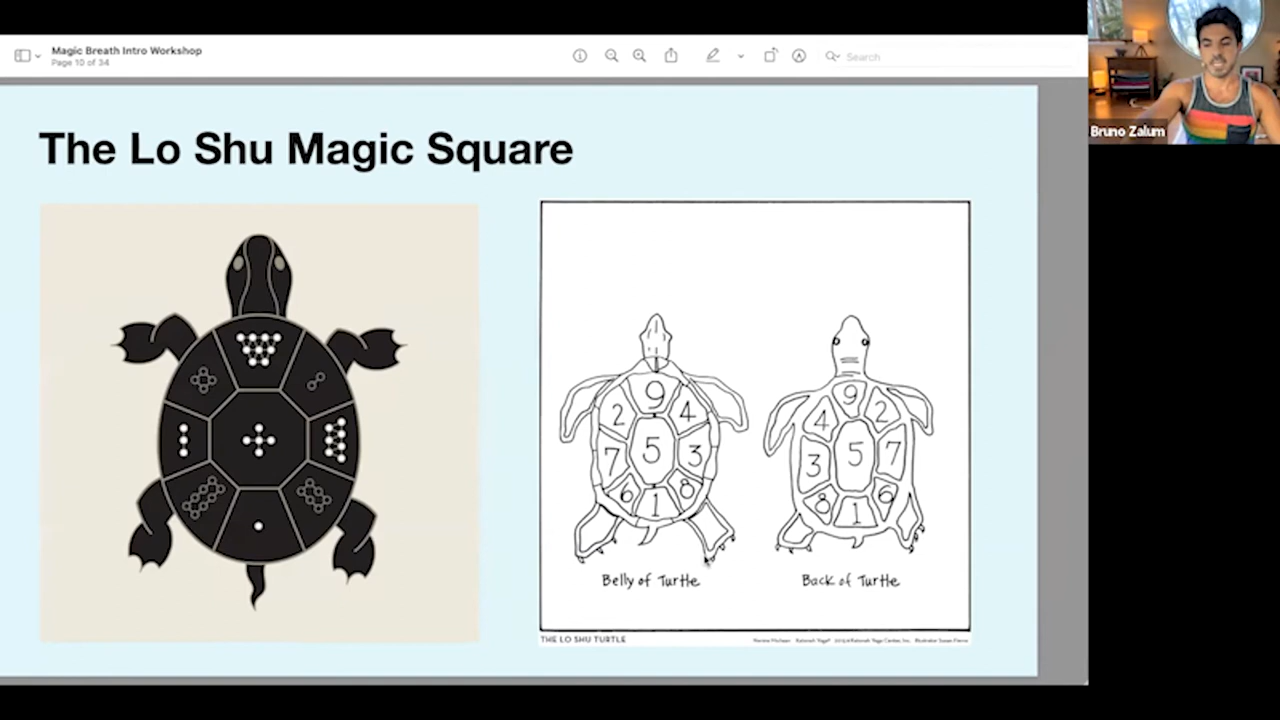 Magic Breath Intro Workshop
Page 10 of 34
Search
Bruno Zalum
The Lo Shu Magic Square
9
2 4
5
7 3
6 8
1
Belly of Turtle
9
4 2
5
3 7
8 6
1
Back of Turtle
THE LO SHU TURTLE